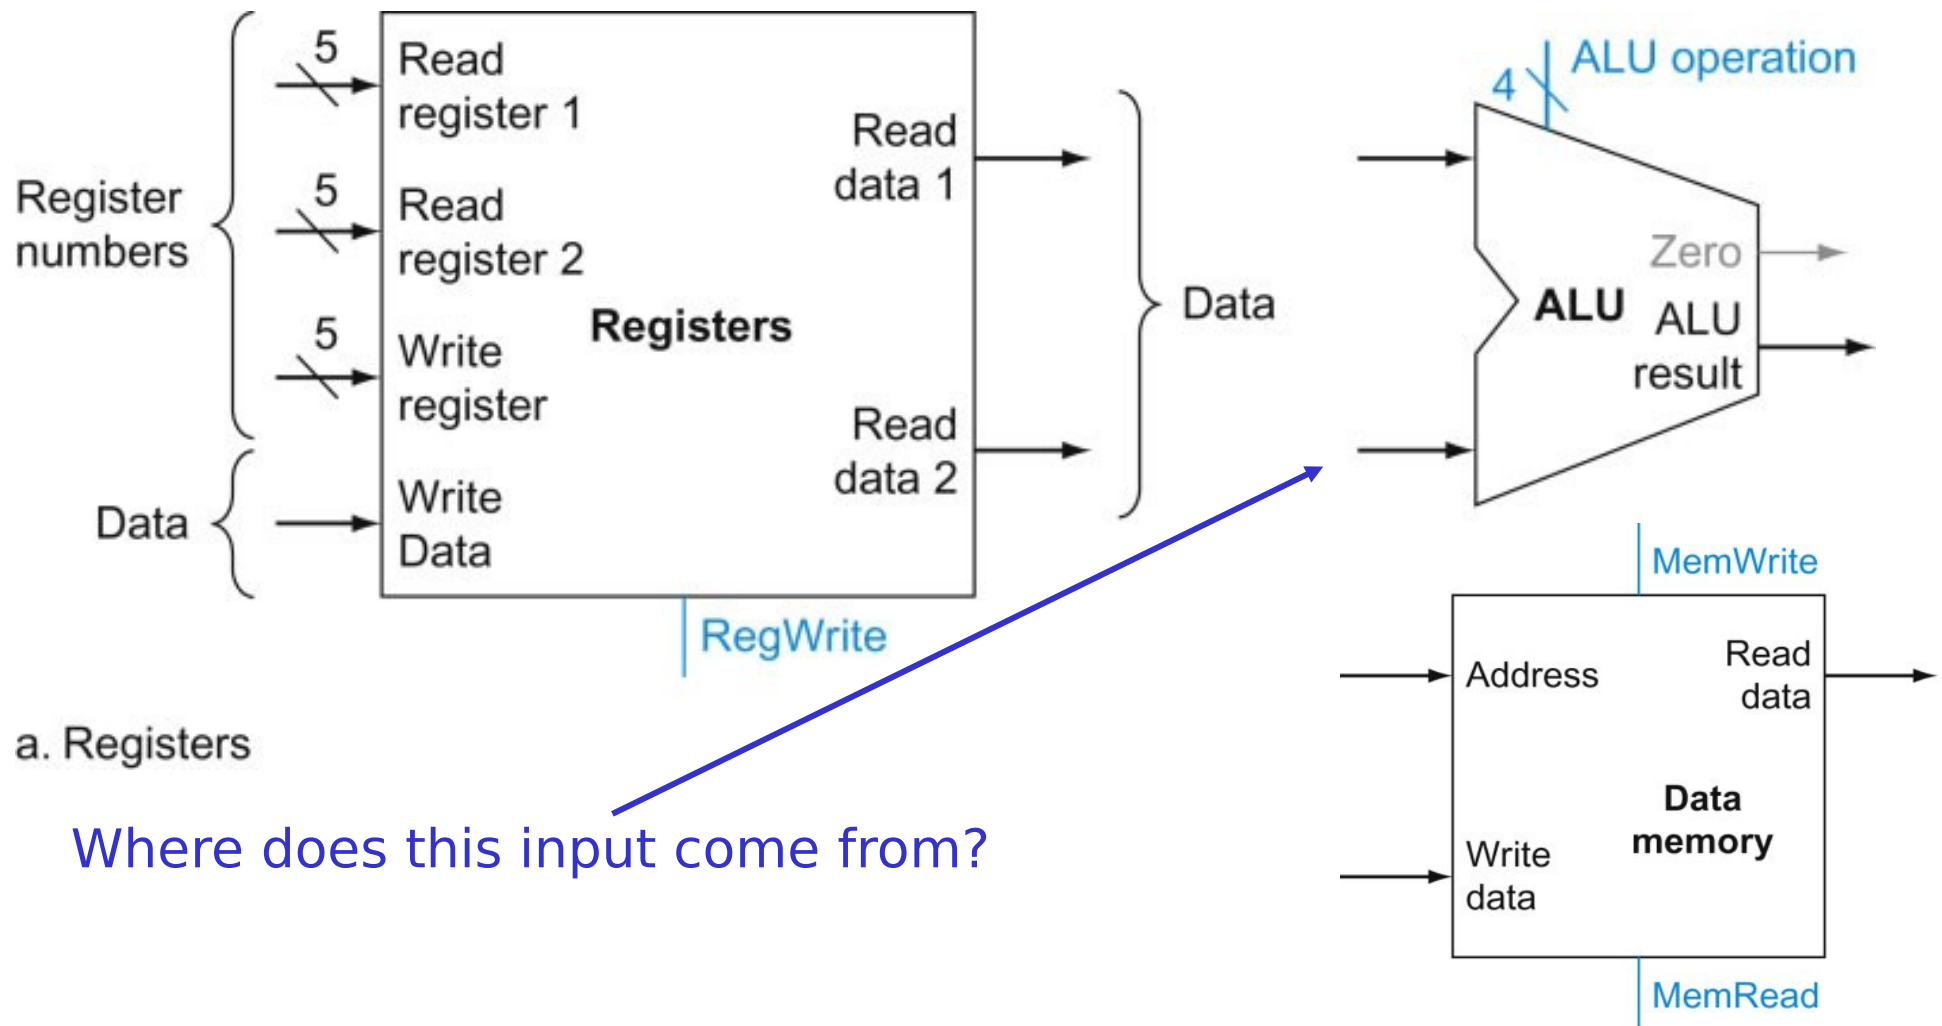 5
Read
register 1
5
Read
register 2
Register
numbers
5
Write
register
Data
Write
Data
Registers
Read
data 1
Read
data 2
Data
RegWrite
a. Registers
4
ALU operation
Zero
ALU
ALU
result
MemWrite
Address
Read
data
Data
memory
Write
data
MemRead
Where does this input come from?